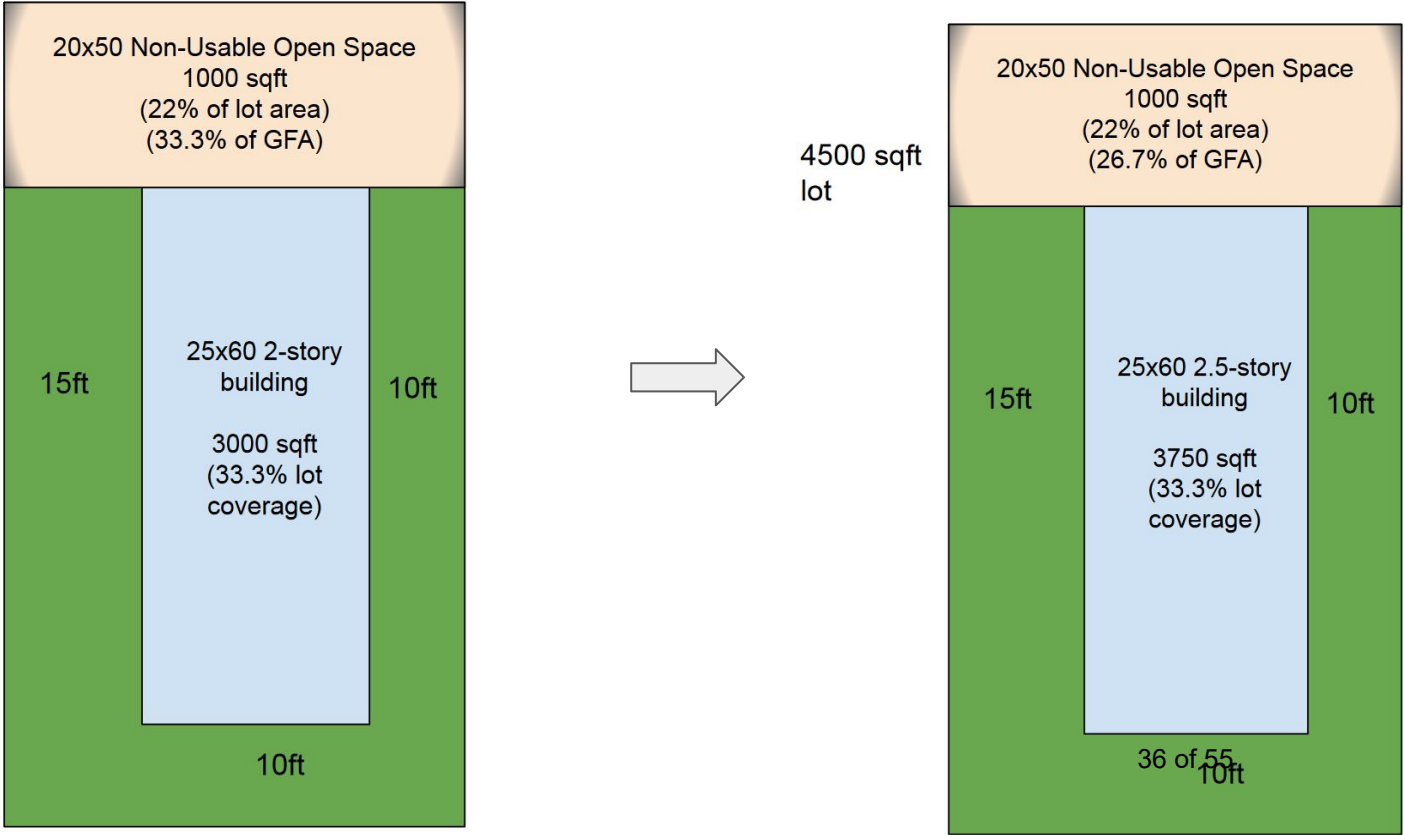 20x50 Non-Usable Open Space
1000 sqft
(22% of lot area)
(33.3% of GFA)
15ft
25x60 2-story
building
3000 sqft
(33.3% lot
coverage)
10ft
10ft
4500 sqft
lot
20x50 Non-Usable Open Space
1000 sqft
(22% of lot area)
(26.7% of GFA)
15ft
25x60 2.5-story
building
3750 sqft
(33.3% lot
coverage)
10ft
36 of 55
10ft